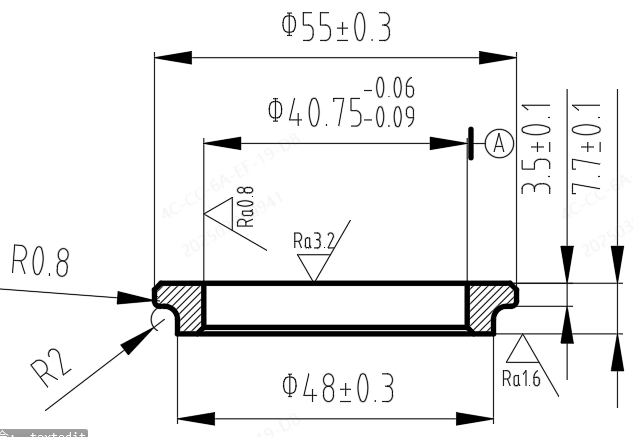 Φ55±0.3
Φ40.75 -0.06
-0.09
A
3.5±0.1
7.7±0.1
Ra0.8
Ra3.2
R0.8
R2
Ra1.6
Φ48±0.3
textedit